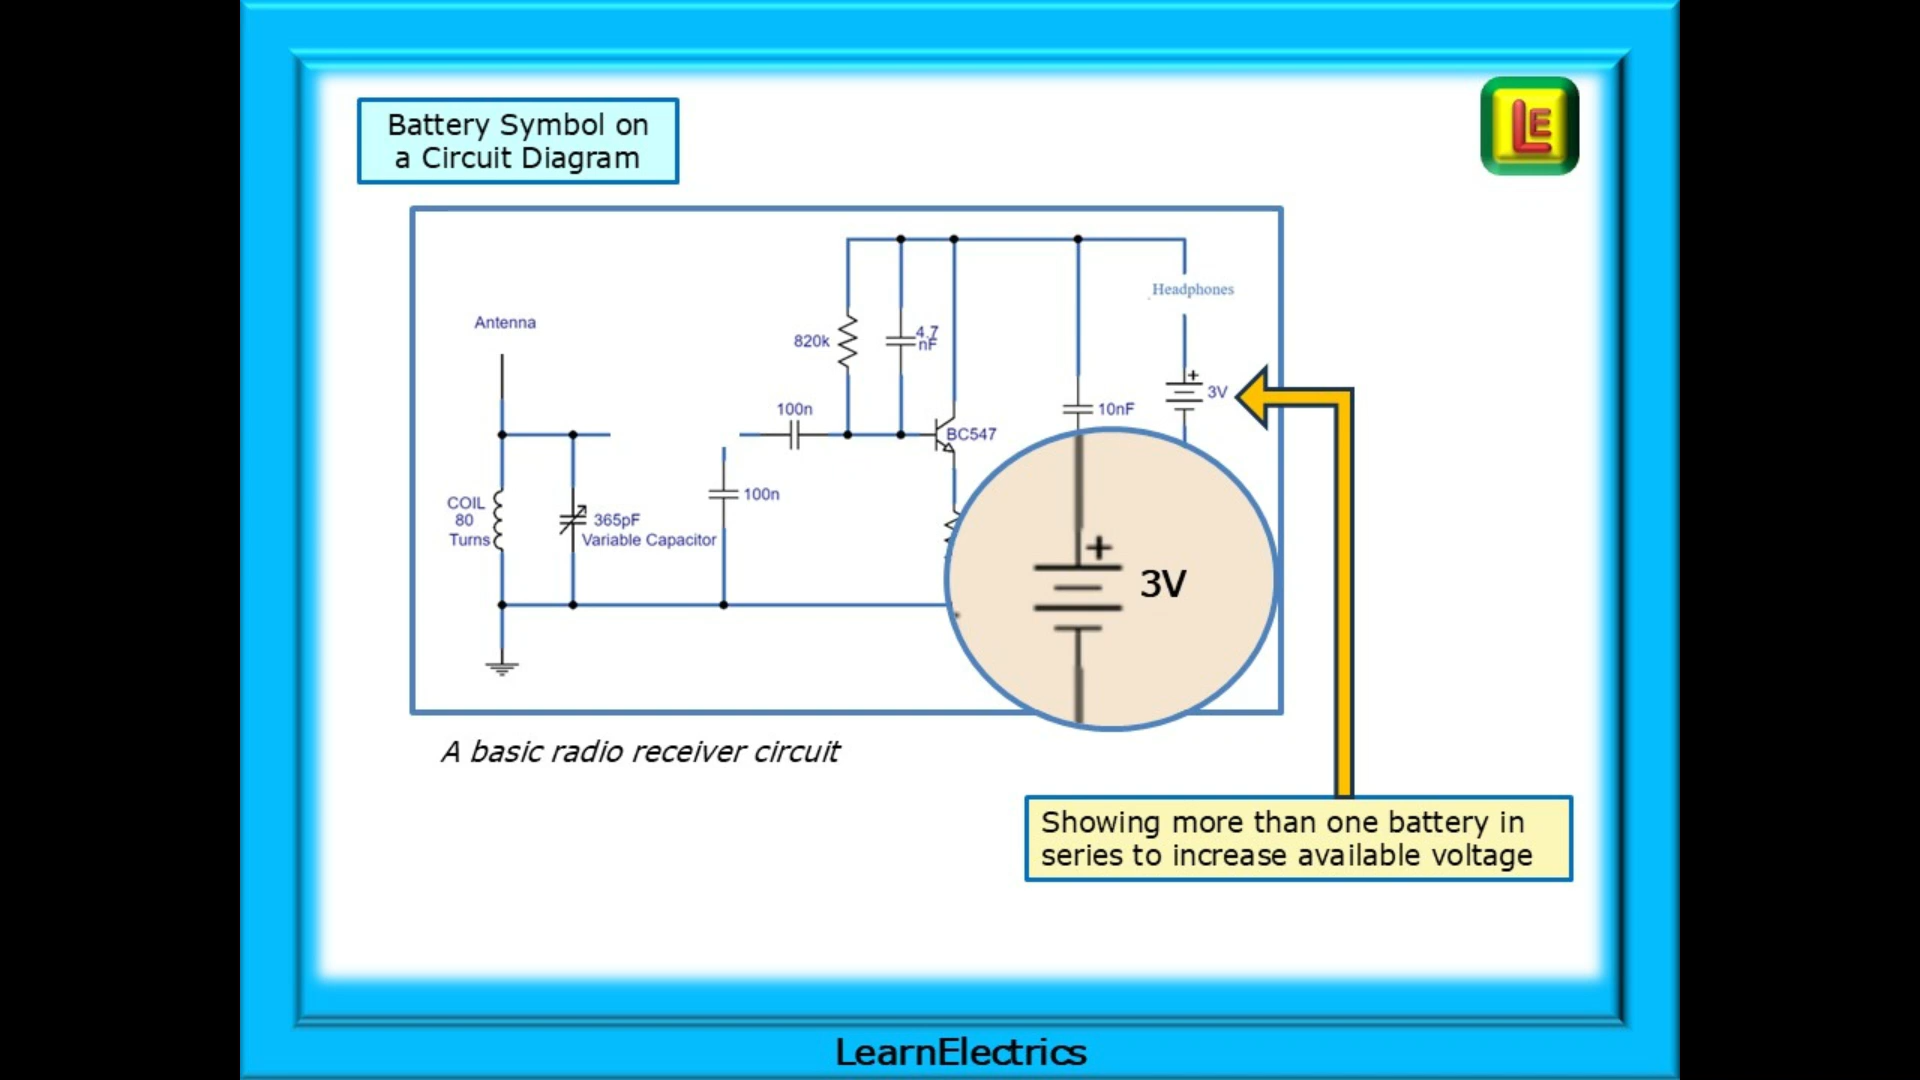 Battery Symbol on
a Circuit Diagram
LE
Headphones
Antenna
820k
4.7
nF
+
3V
100n
10nF
BC547
COIL
80
Turns
365pF
Variable Capacitor
100n
+
3V
A basic radio receiver circuit
Showing more than one battery in
series to increase available voltage
LearnElectrics